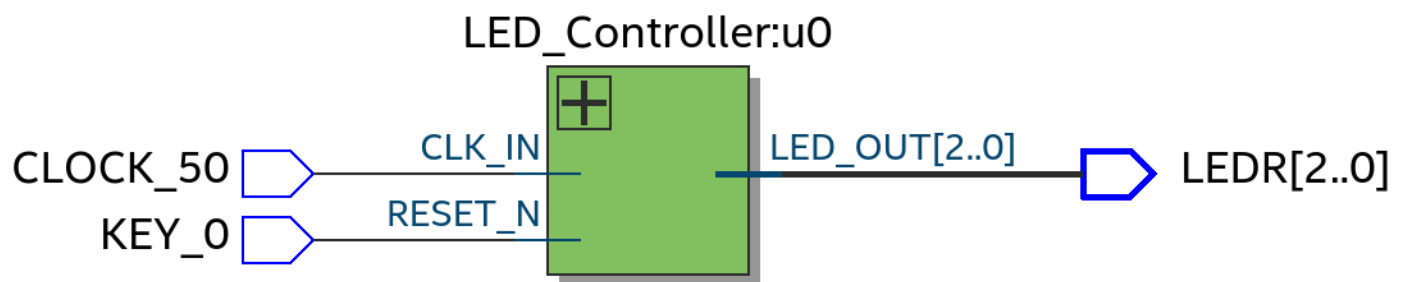 LED_Controller:u0
CLK_IN
LED_OUT[2..0]
CLOCK_50
LEDR[2..0]
RESET_N
KEY_0